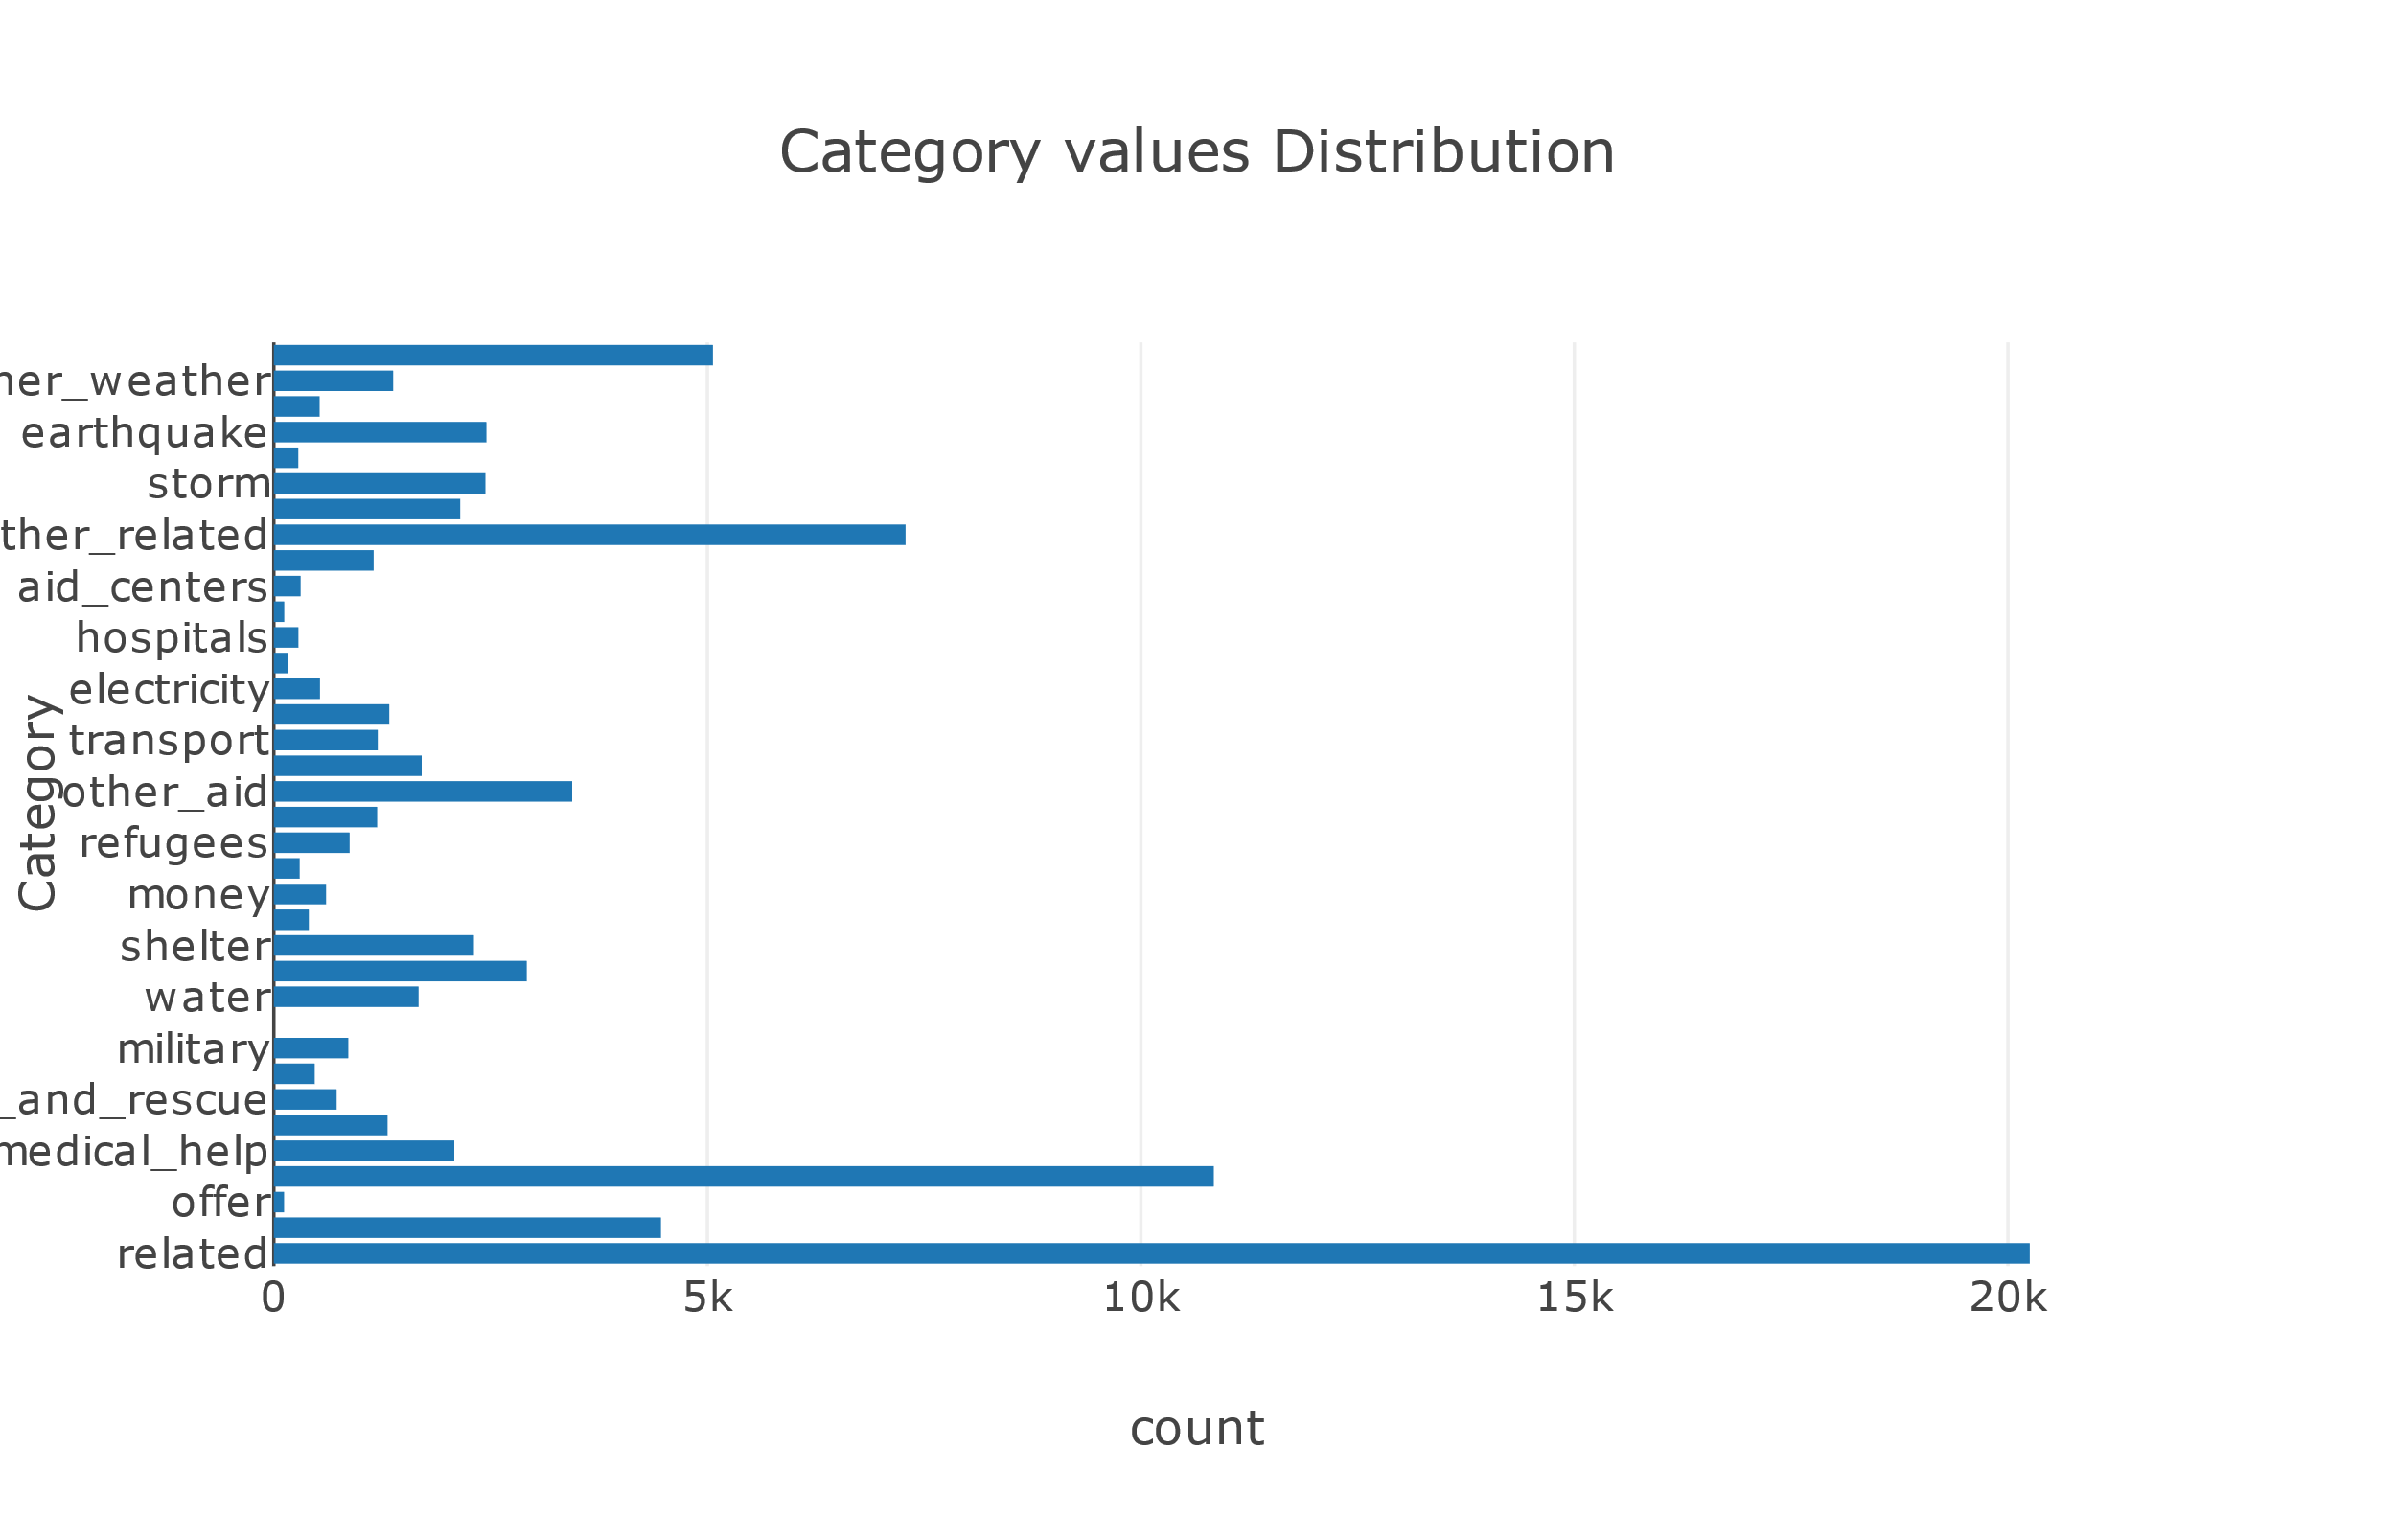 Category values Distribution
her_weather
earthquake
storm
ther_related
aid_centers
hospitals
electricity
transport
other_aid
refugees
money
shelter
water
military
_and_rescue
medical_help
offer
related
Category
0 5k 10k 15k 20k
count